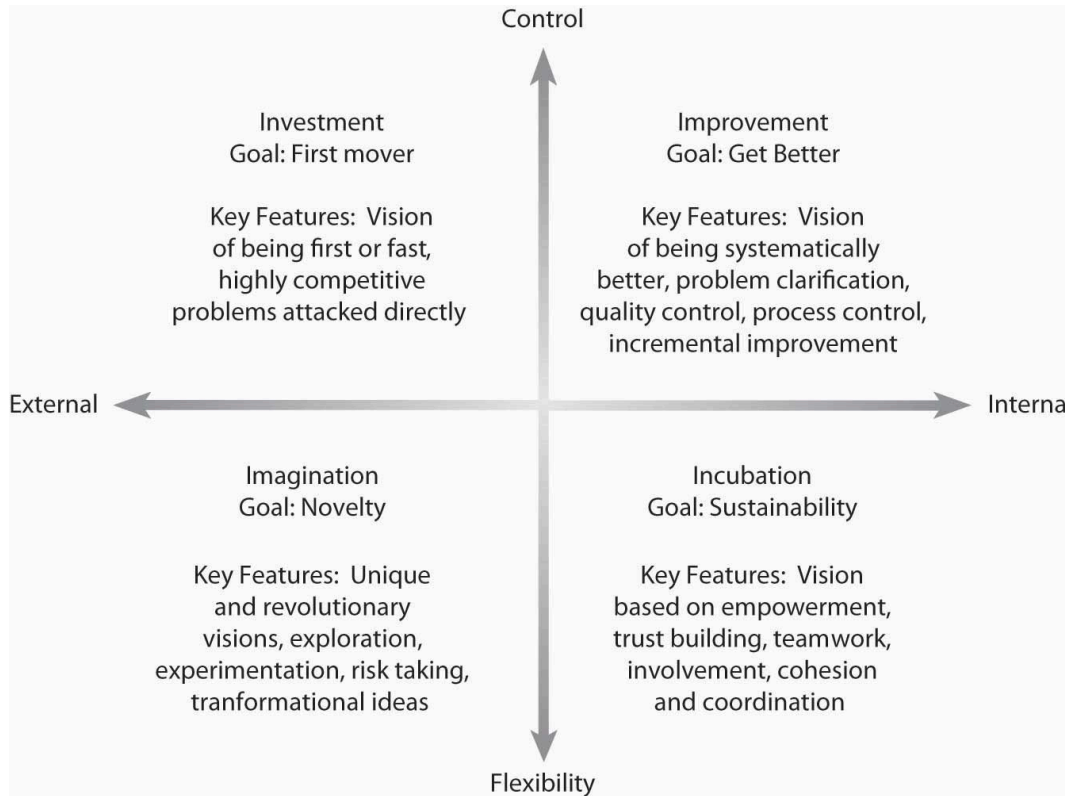 Control
Investment
Goal: First mover
Key Features: Vision
of being first or fast,
highly competitive
problems attacked directly
Improvement
Goal: Get Better
Key Features: Vision
of being systematically
better, problem clarification,
quality control, process control,
incremental improvement
External
Interna
Imagination
Goal: Novelty
Key Features: Unique
and revolutionary
visions, exploration,
experimentation, risk taking,
tranformational ideas
Incubation
Goal: Sustainability
Key Features: Vision
based on empowerment,
trust building, teamwork,
involvement, cohesion
and coordination
Flexibility